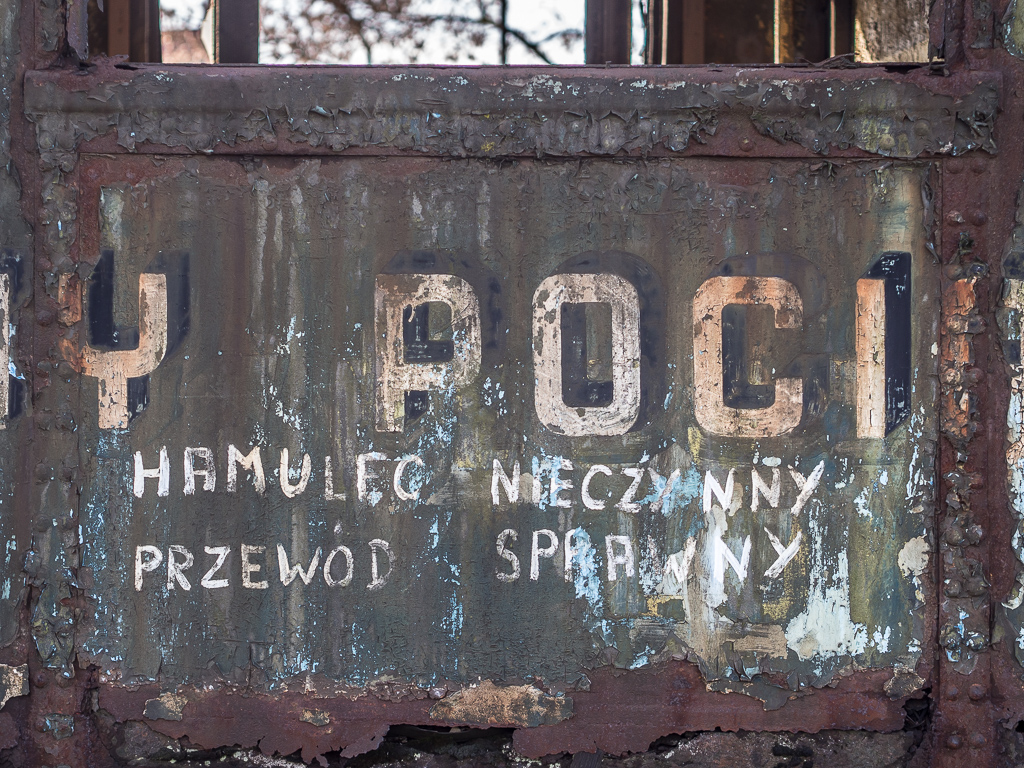 Y POCI
HAMULEC NIECZYNNY
PRZEWÓD SPRAWNY